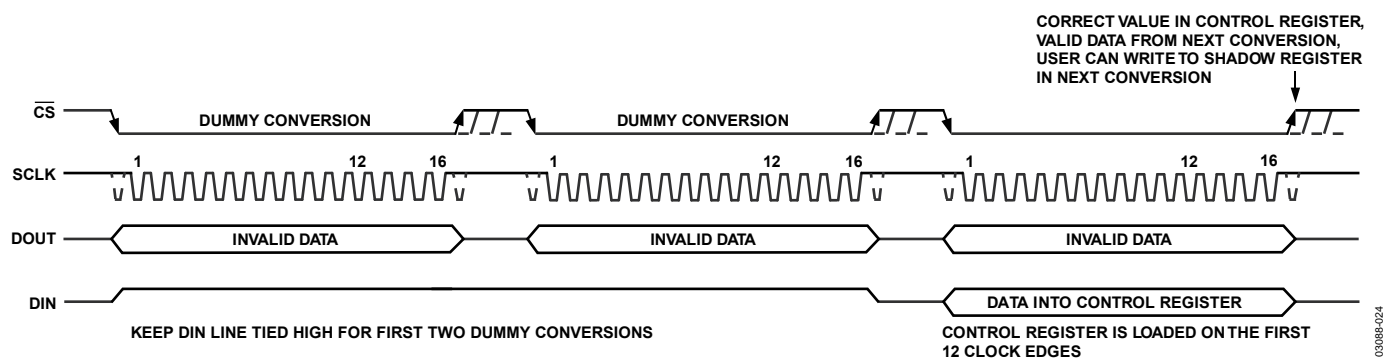 CORRECT VALUE IN CONTROL REGISTER,
VALID DATA FROM NEXT CONVERSION,
USER CAN WRITE TO SHADOW REGISTER
IN NEXT CONVERSION
CS
DUMMY CONVERSION
DUMMY CONVERSION
1 12 16 1 12 16 1 12 16
SCLK
DOUT
INVALID DATA
INVALID DATA
INVALID DATA
DIN
DATA INTO CONTROL REGISTER
KEEP DIN LINE TIED HIGH FOR FIRST TWO DUMMY CONVERSIONS
CONTROL REGISTER IS LOADED ON THE FIRST
12 CLOCK EDGES
03088-024